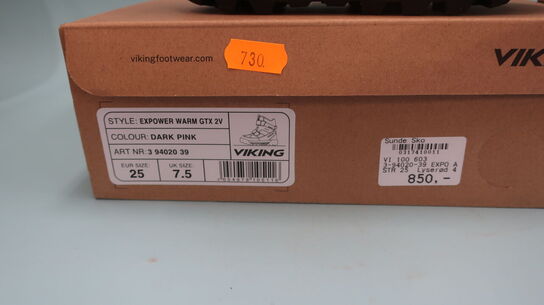 vikingfootwear.com
730.
VIK
STYLE: EXPOWER WARM GTX 2V
COLOUR: DARK PINK
ART NR: 3 94020 39
VIKING
EUR SIZE:
25
UK SIZE:
7.5
Sunde Sko
0317410011
VI 100 603
3-94020-39 EXPO A
STR 25 Lyserød 4
850,-